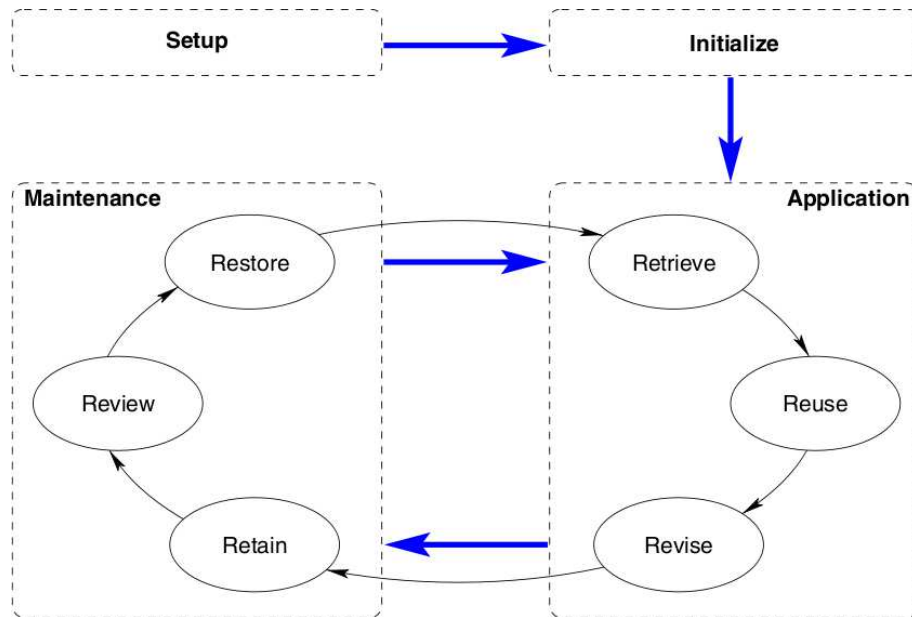 Setup
Initialize
Maintenance
Application
Restore
Retrieve
Review
Reuse
Retain
Revise